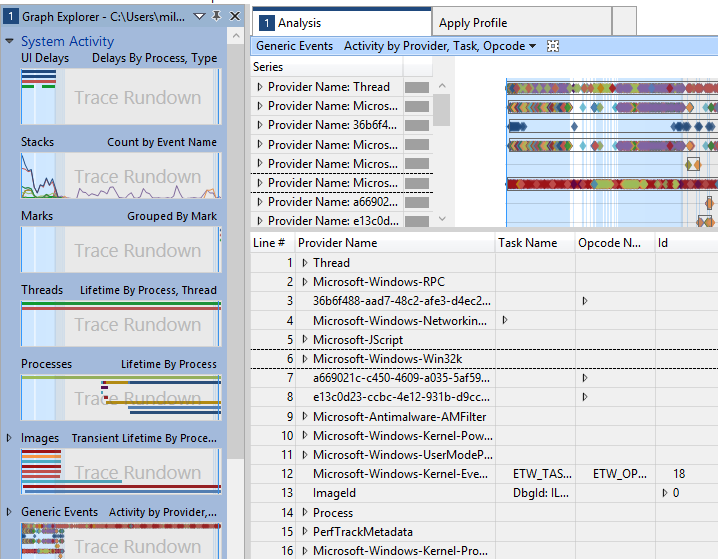 1 Graph Explorer - C:\Users\mil...
System Activity
UI Delays Delays By Process, Type
Trace Rundown
Stacks Count by Event Name
Trace Rundown
Marks Grouped By Mark
Trace Rundown
Threads Lifetime By Process, Thread
Trace Rundown
Processes Lifetime By Process
Trace Rundown
Images Transient Lifetime By Proce...
Trace Rundown
Generic Events Activity by Provider,...
Trace Rundown
1 Analysis
Apply Profile
Generic Events Activity by Provider, Task, Opcode
Series
Provider Name: Thread
Provider Name: Micros...
Provider Name: 36b6f4...
Provider Name: Micros...
Provider Name: Micros...
Provider Name: Micros...
Provider Name: a66902...
Provider Name: e13c0d...
Line # Provider Name Task Name Opcode N... Id
1 Thread
2 Microsoft-Windows-RPC
3 36b6f488-aad7-48c2-afe3-d4ec2...
4 Microsoft-Windows-Networkin...
5 Microsoft-JScript
6 Microsoft-Windows-Win32k
7 a669021c-c450-4609-a035-5af59...
8 e13c0d23-ccbc-4e12-931b-d9cc...
9 Microsoft-Antimalware-AMFilter
10 Microsoft-Windows-Kernel-Pow...
11 Microsoft-Windows-UserModeP...
12 Microsoft-Windows-Kernel-Eve... ETW_TAS... ETW_OP... 18
13 ImageId DbgId: IL... 0
14 Process
15 PerfTrackMetadata
16 Microsoft-Windows-Kernel-Pro...